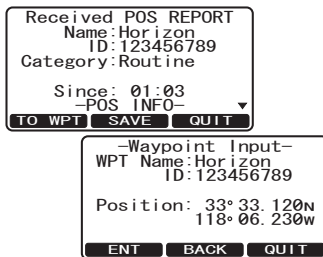 Received POS REPORT
Name:Horizon
ID:123456789
Category:Routine
Since: 01:03
–POS INFO–
TO WPT SAVE QUIT
–Waypoint Input–
WPT Name:Horizon
ID:123456789
Position: 33° 33.120N
118° 06.230W
ENT BACK QUIT